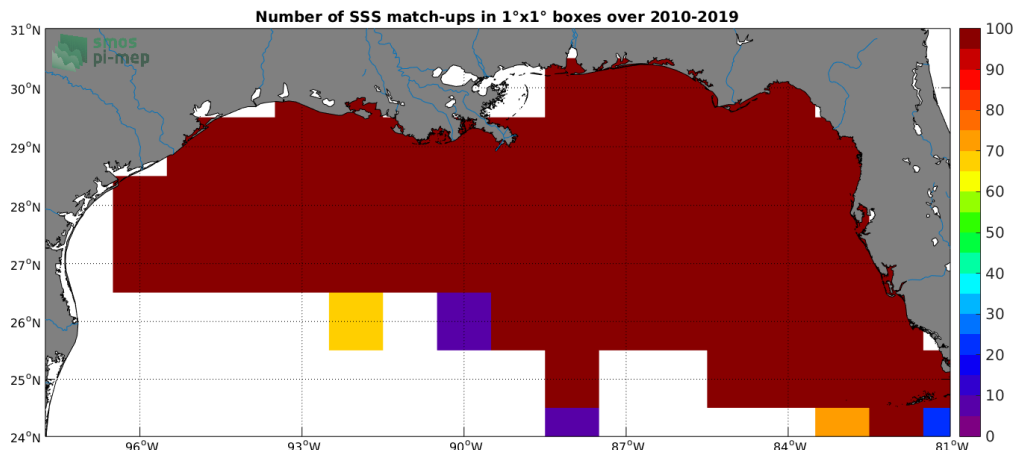 Number of SSS match-ups in 1°x1° boxes over 2010-2019
smos
pi-mep
31°N
30°N
29°N
28°N
27°N
26°N
25°N
24°N
96°W 93°W 90°W 87°W 84°W 81°W
100
90
80
70
60
50
40
30
20
10
0